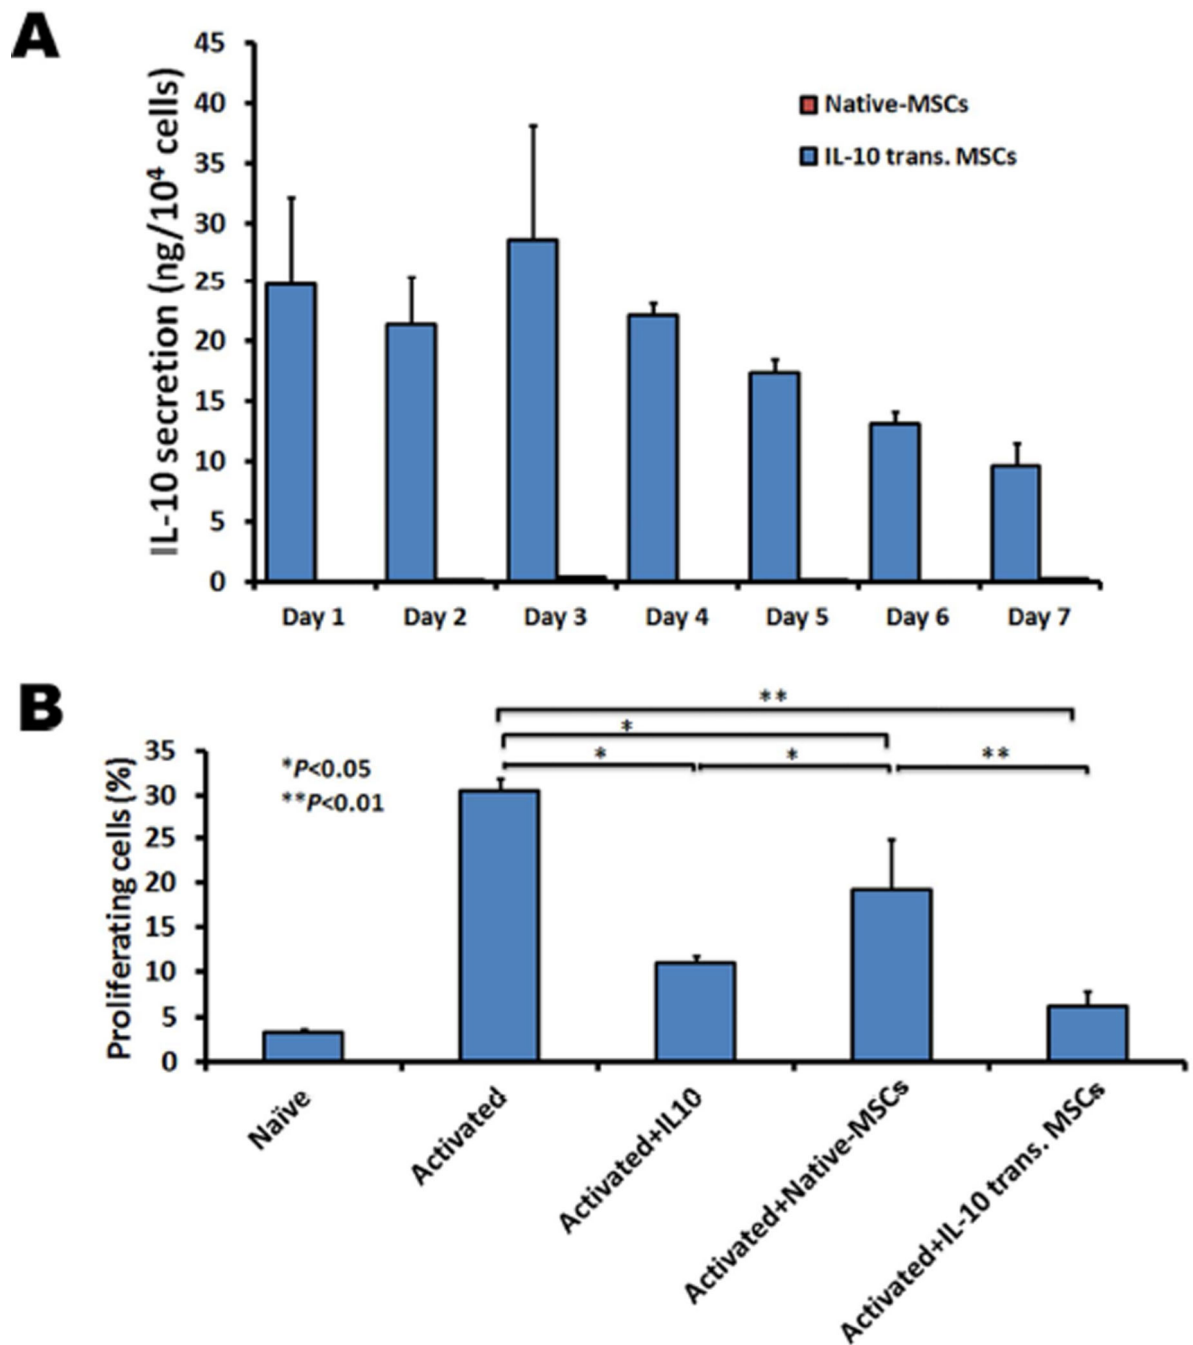 A
IL-10 secretion (ng/10⁴ cells)
45
40
35
30
25
20
15
10
5
0
Native-MSCs
IL-10 trans. MSCs
Day 1
Day 2
Day 3
Day 4
Day 5
Day 6
Day 7
B
Proliferating cells (%)
35
30
25
20
15
10
5
0
*P<0.05
**P<0.01
**
*
*
*
**
Naïve
Activated
Activated+IL10
Activated+Native-MSCs
Activated+IL-10 trans. MSCs